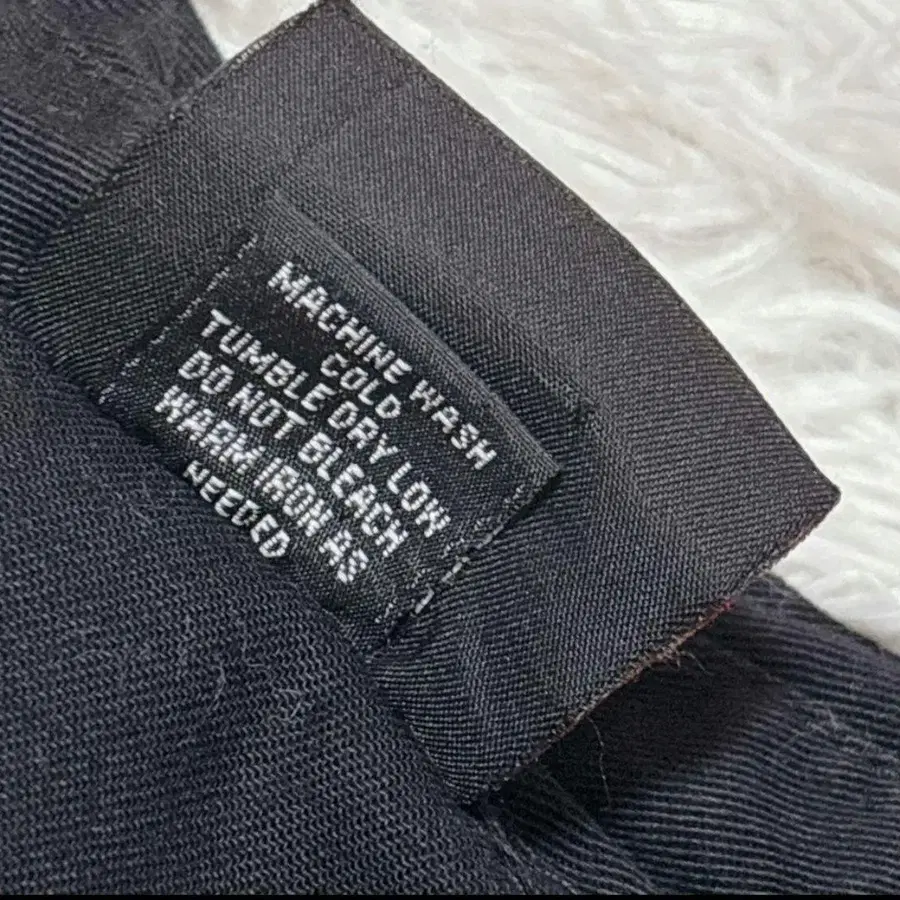 MACHINE WASH
COLD
TUMBLE DRY LOW
DO NOT BLEACH
WARM IRON AS
NEEDED